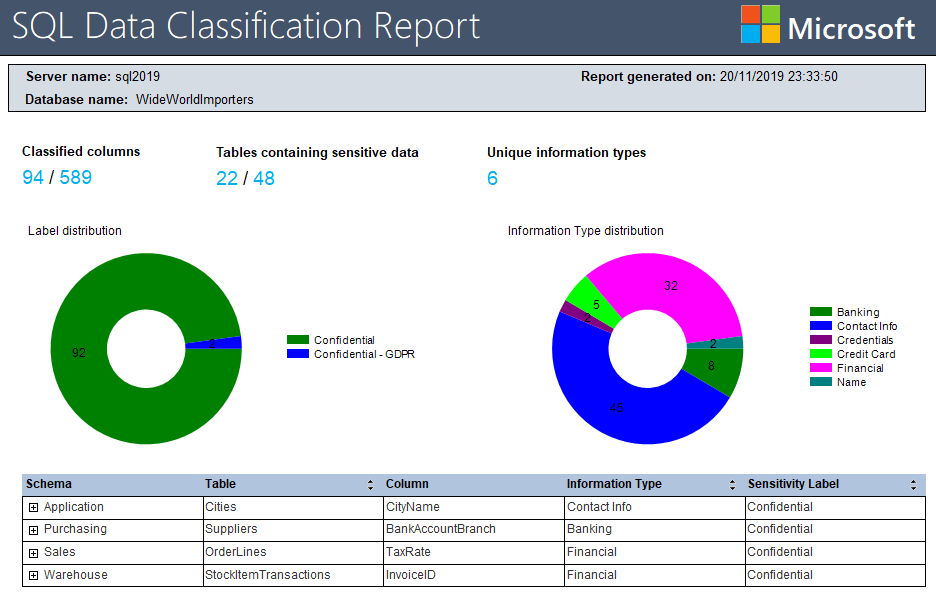 SQL Data Classification Report
Microsoft
Server name: sql2019
Report generated on: 20/11/2019 23:33:50
Database name: WideWorldImporters
Classified columns
94 / 589
Tables containing sensitive data
22 / 48
Unique information types
6
Label distribution
92
2
Confidential
Confidential - GDPR
Information Type distribution
32
5
2
2
8
45
Banking
Contact Info
Credentials
Credit Card
Financial
Name
Schema Table Column Information Type Sensitivity Label
Application Cities CityName Contact Info Confidential
Purchasing Suppliers BankAccountBranch Banking Confidential
Sales OrderLines TaxRate Financial Confidential
Warehouse StockItemTransactions InvoiceID Financial Confidential